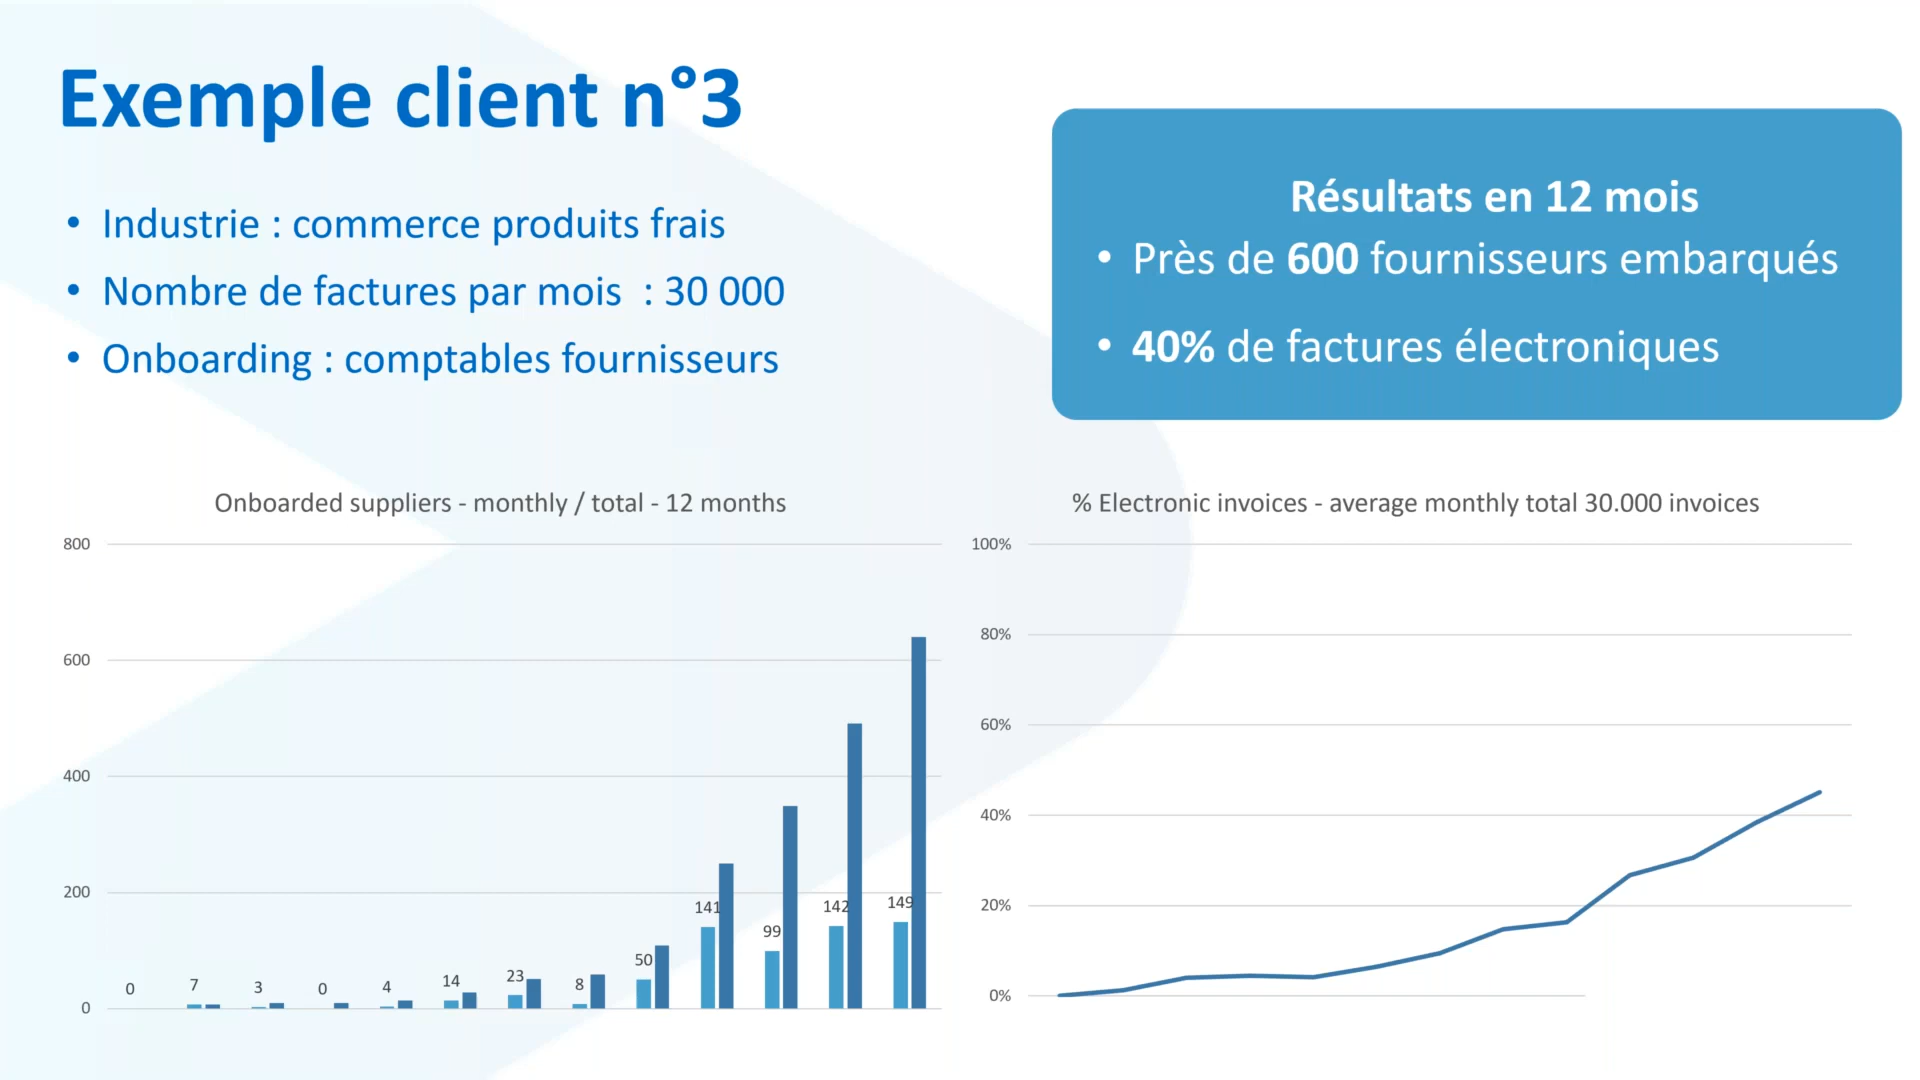 Exemple client n°3
• Industrie : commerce produits frais
• Nombre de factures par mois  : 30 000
• Onboarding : comptables fournisseurs
Résultats en 12 mois
• Près de 600 fournisseurs embarqués
• 40% de factures électroniques
Onboarded suppliers - monthly / total - 12 months
800
600
400
200
0
0 7 3 0 4 14 23 8 50 141 99 142 149
% Electronic invoices - average monthly total 30.000 invoices
100%
80%
60%
40%
20%
0%